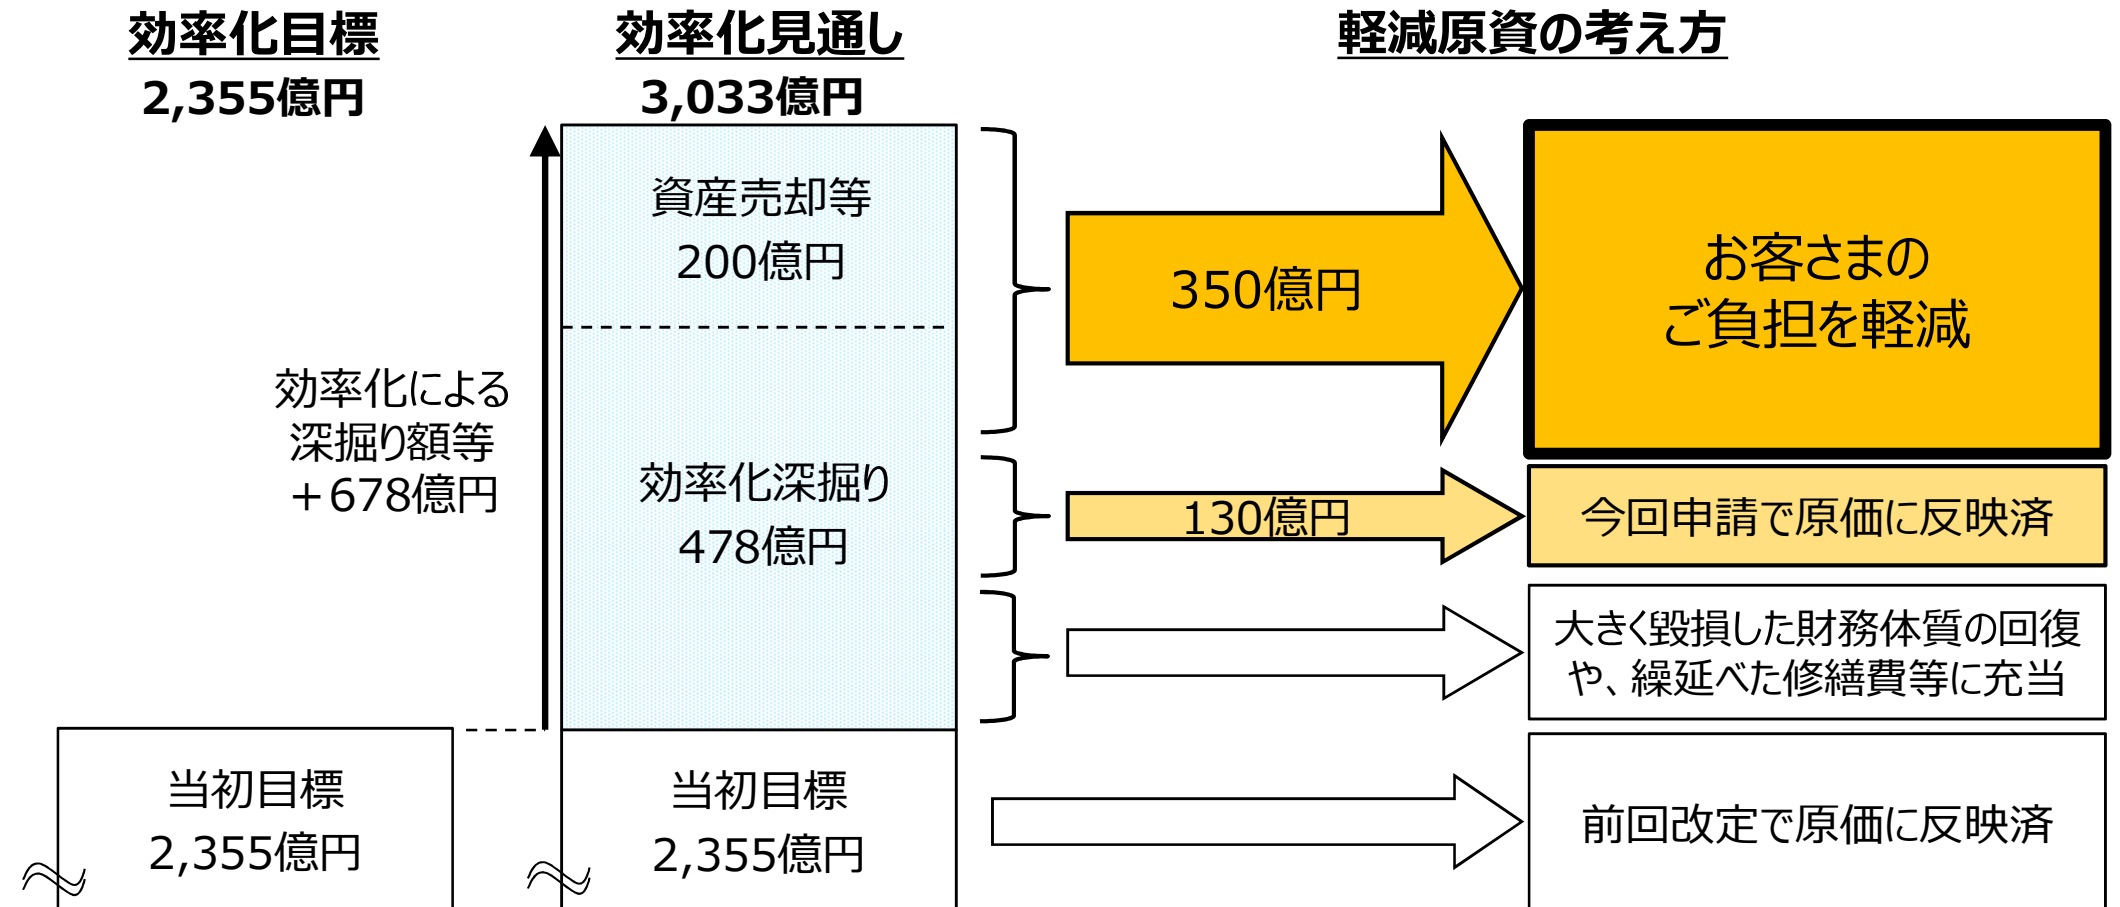 効率化目標
2,355億円
効率化見通し
3,033億円
軽減原資の考え方
資産売却等
200億円
効率化深掘り
478億円
効率化による
深掘り額等
＋678億円
当初目標
2,355億円
当初目標
2,355億円
350億円
お客さまの
ご負担を軽減
130億円
今回申請で原価に反映済
大きく毀損した財務体質の回復
や、繰延べた修繕費等に充当
前回改定で原価に反映済